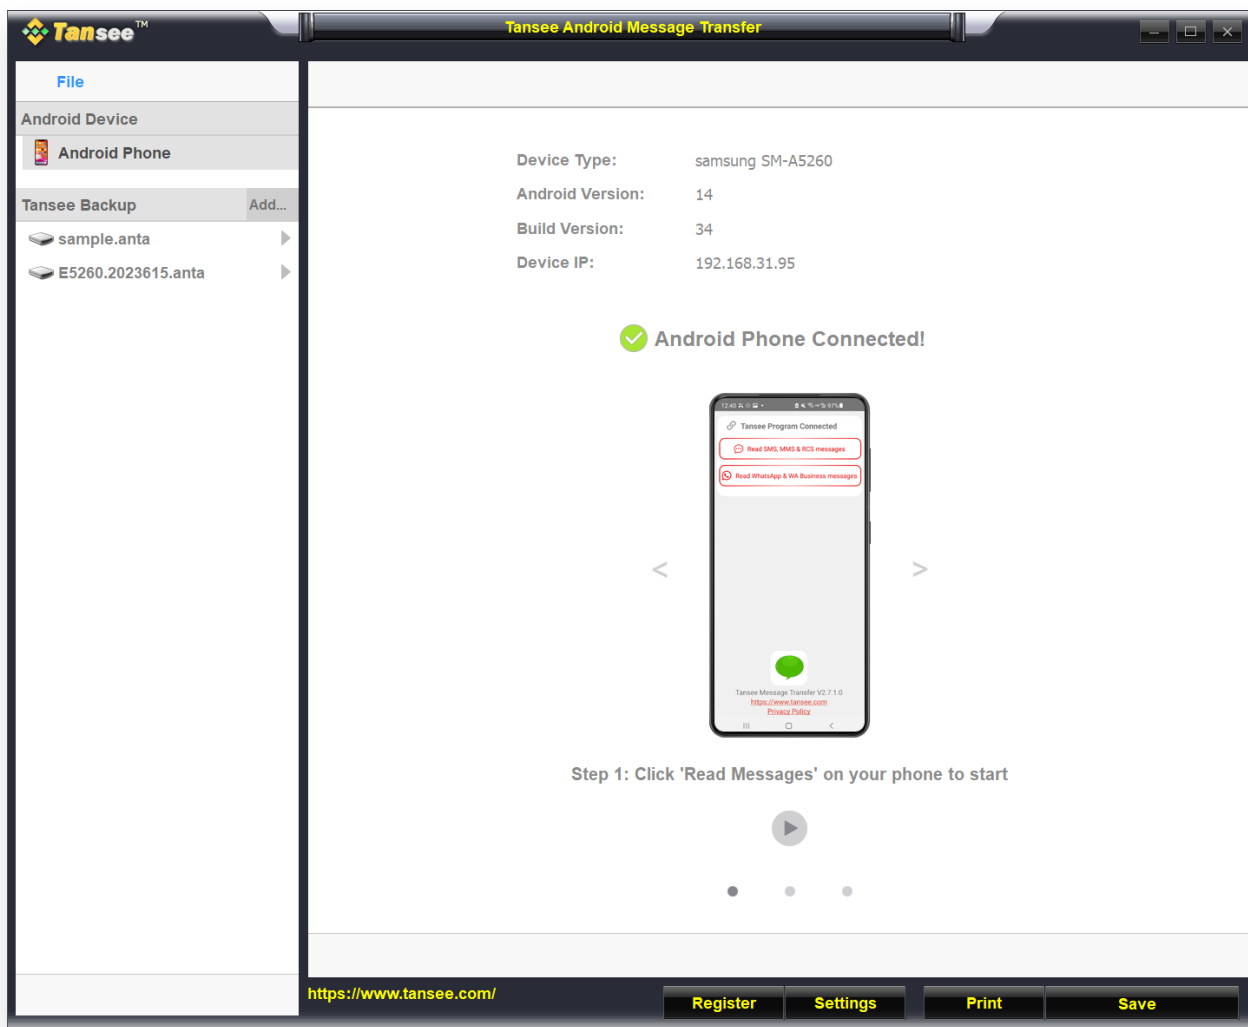 Tansee™
Tansee Android Message Transfer
File
Android Device
Android Phone
Tansee Backup Add...
sample.anta
E5260.2023615.anta
Device Type: samsung SM-A5260
Android Version: 14
Build Version: 34
Device IP: 192.168.31.95
Android Phone Connected!
12:40 97%
Tansee Program Connected
Read SMS, MMS & RCS messages
Read WhatsApp & WA Business messages
< >
Tansee Message Transfer V2.7.1.0
https://www.tansee.com
Privacy Policy
Step 1: Click 'Read Messages' on your phone to start
https://www.tansee.com/
Register Settings Print Save